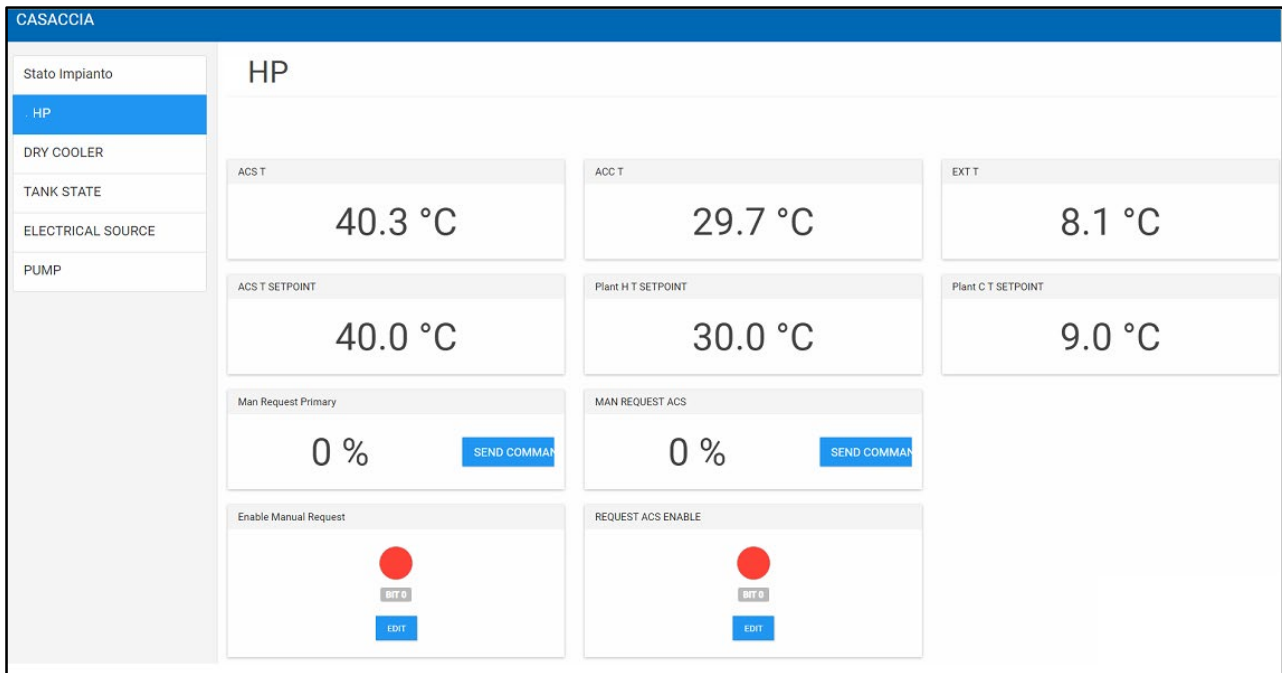 CASACCIA
Stato Impianto
. HP
DRY COOLER
TANK STATE
ELECTRICAL SOURCE
PUMP
HP
ACS T
40.3 °C
ACC T
29.7 °C
EXT T
8.1 °C
ACS T SETPOINT
40.0 °C
Plant H T SETPOINT
30.0 °C
Plant C T SETPOINT
9.0 °C
Man Request Primary
0 %
SEND COMMAN
MAN REQUEST ACS
0 %
SEND COMMAN
Enable Manual Request
BIT 0
EDIT
REQUEST ACS ENABLE
BIT 0
EDIT